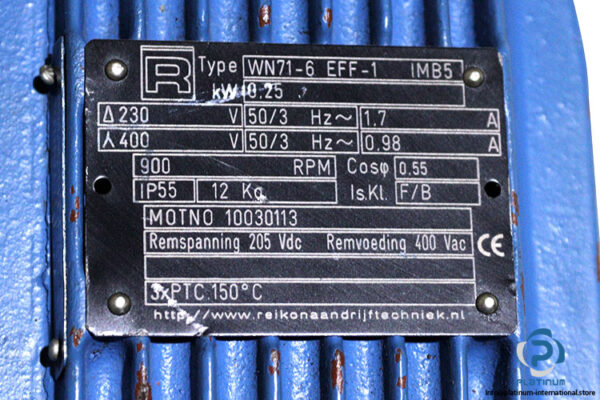 R Type WN71-6 EFF-1 IMB5
kW 0.25
Δ 230 V 50/3 Hz~ 1.7 A
⅄ 400 V 50/3 Hz~ 0.98 A
900 RPM Cosφ 0.55
IP55 12 Kg Is.Kl. F/B
MOTNO 10030113
Remspanning 205 Vdc Remvoeding 400 Vac
CE
3xPTC.150°C
http://www.reikonaandrijftechniek.nl
PLATINUM
info@platinum-international.store